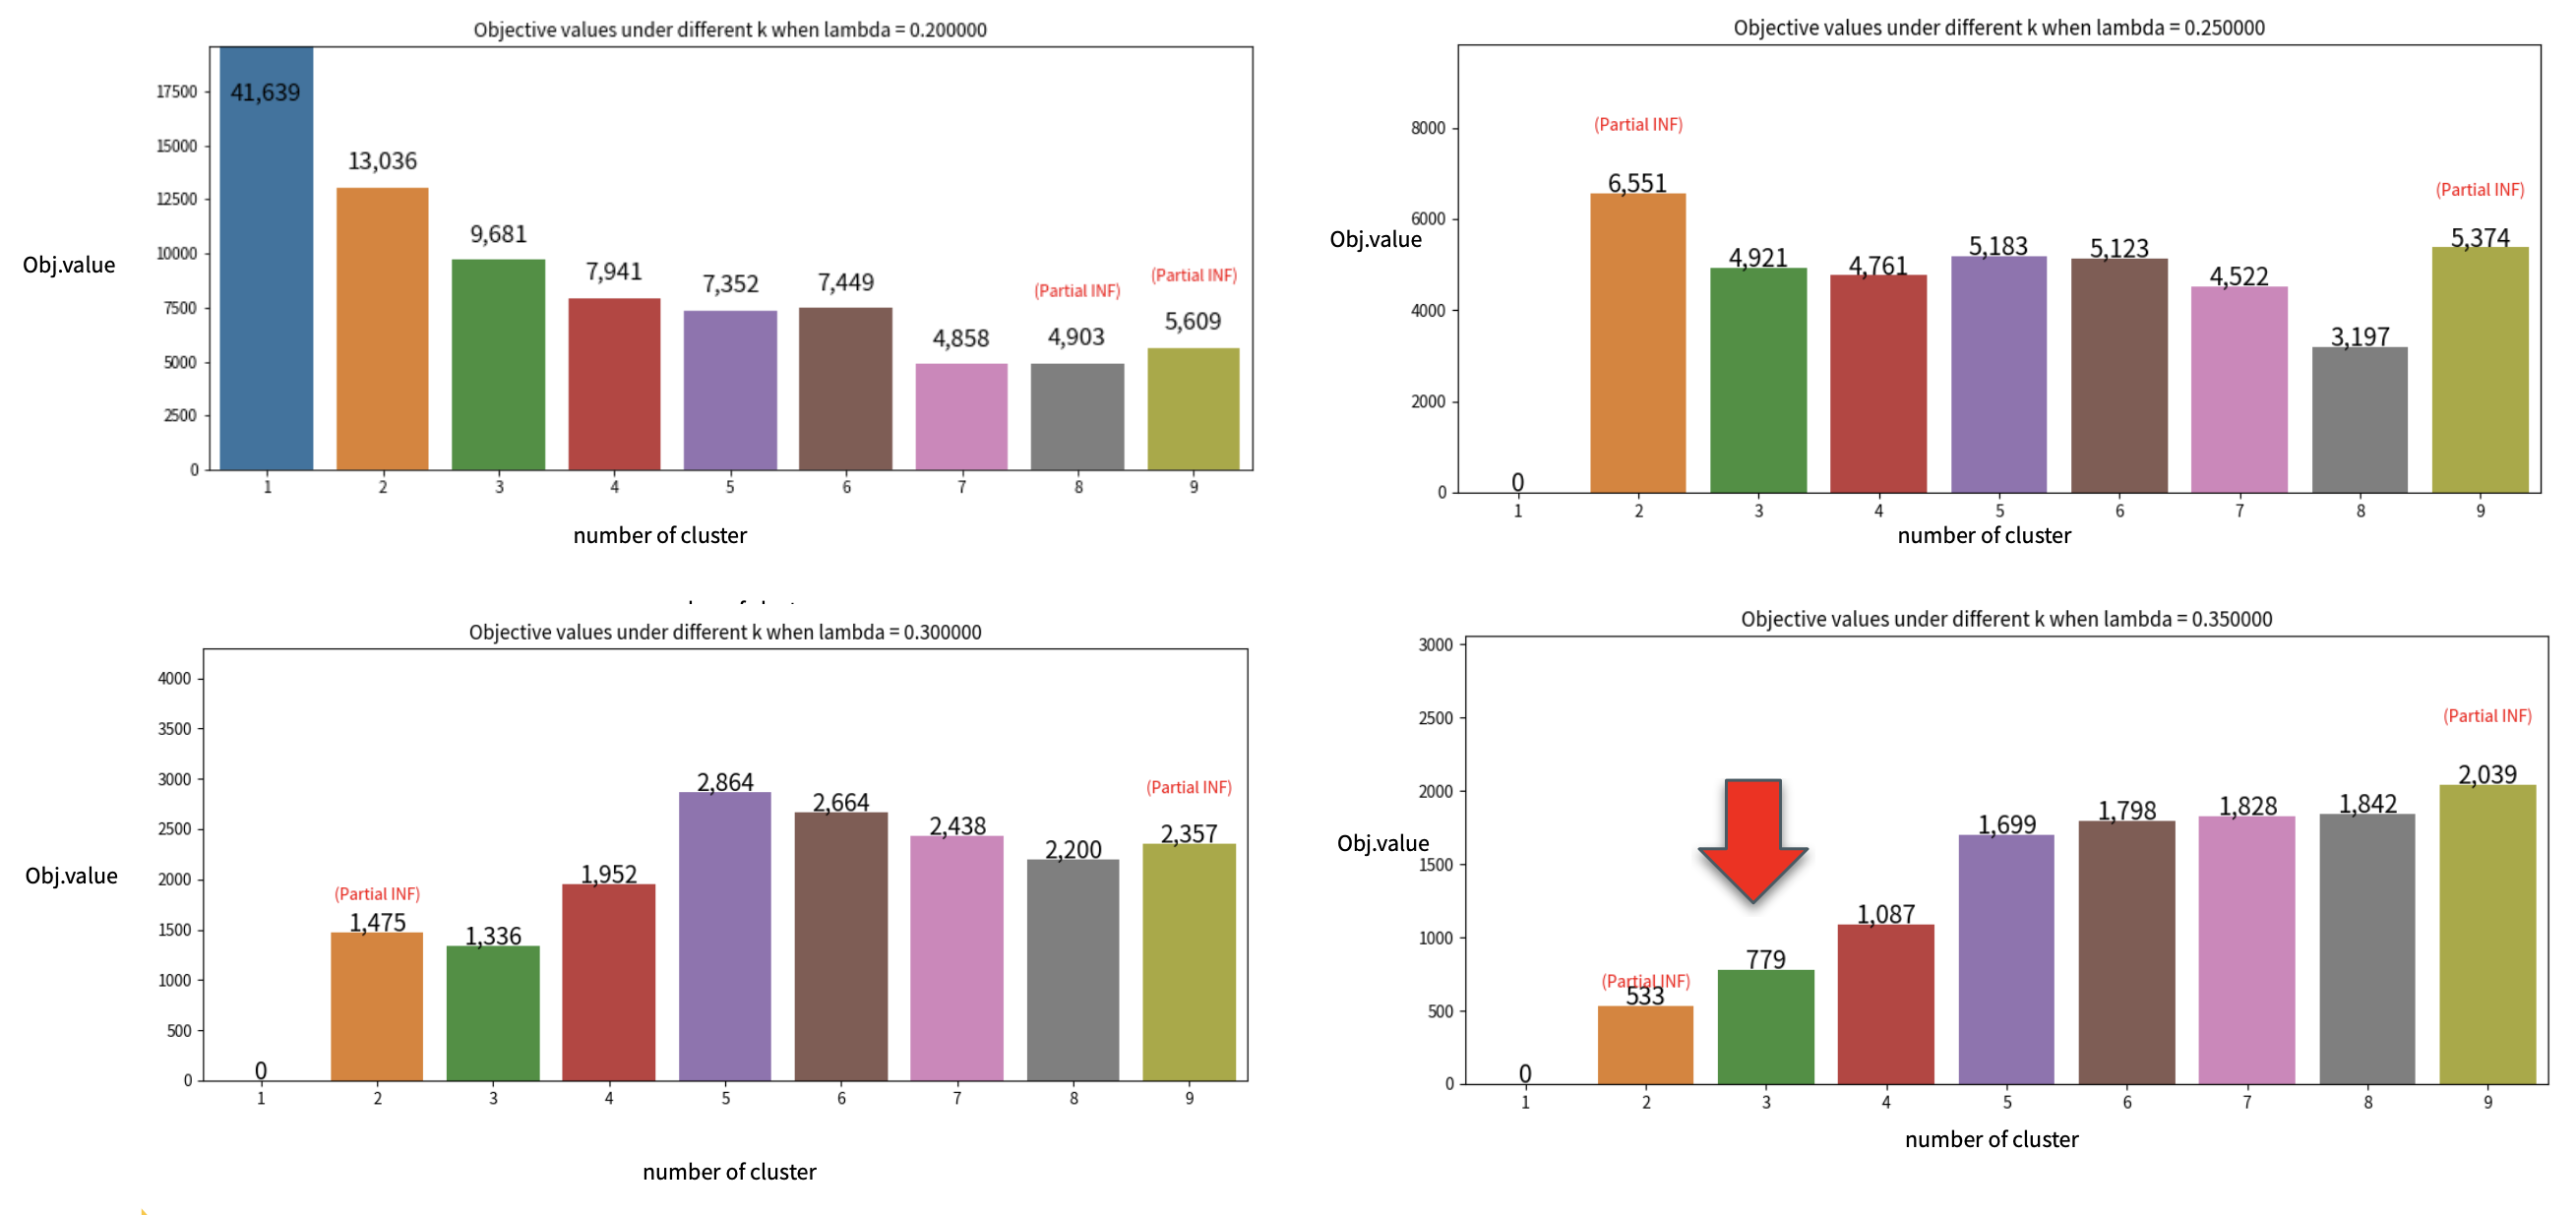 Objective values under different k when lambda = 0.200000
41,639
13,036
9,681
7,941
7,352
7,449
4,858
(Partial INF)
4,903
(Partial INF)
5,609
Obj.value
17500
15000
12500
10000
7500
5000
2500
0
1 2 3 4 5 6 7 8 9
number of cluster
Objective values under different k when lambda = 0.250000
0
(Partial INF)
6,551
4,921
4,761
5,183
5,123
4,522
3,197
(Partial INF)
5,374
Obj.value
8000
6000
4000
2000
0
1 2 3 4 5 6 7 8 9
number of cluster
Objective values under different k when lambda = 0.300000
0
(Partial INF)
1,475
1,336
1,952
2,864
2,664
2,438
2,200
(Partial INF)
2,357
Obj.value
4000
3500
3000
2500
2000
1500
1000
500
0
1 2 3 4 5 6 7 8 9
number of cluster
Objective values under different k when lambda = 0.350000
0
(Partial INF)
533
779
1,087
1,699
1,798
1,828
1,842
(Partial INF)
2,039
Obj.value
3000
2500
2000
1500
1000
500
0
1 2 3 4 5 6 7 8 9
number of cluster